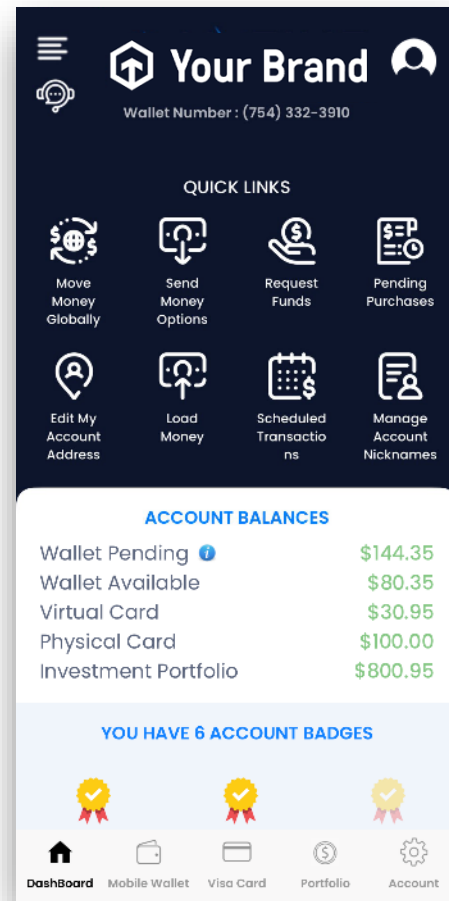 Your Brand
Wallet Number : (754) 332-3910
QUICK LINKS
Move
Money
Globally
Send
Money
Options
Request
Funds
Pending
Purchases
Edit My
Account
Address
Load
Money
Scheduled
Transactio
ns
Manage
Account
Nicknames
ACCOUNT BALANCES
Wallet Pending $144.35
Wallet Available $80.35
Virtual Card $30.95
Physical Card $100.00
Investment Portfolio $800.95
YOU HAVE 6 ACCOUNT BADGES
DashBoard Mobile Wallet Visa Card Portfolio Account